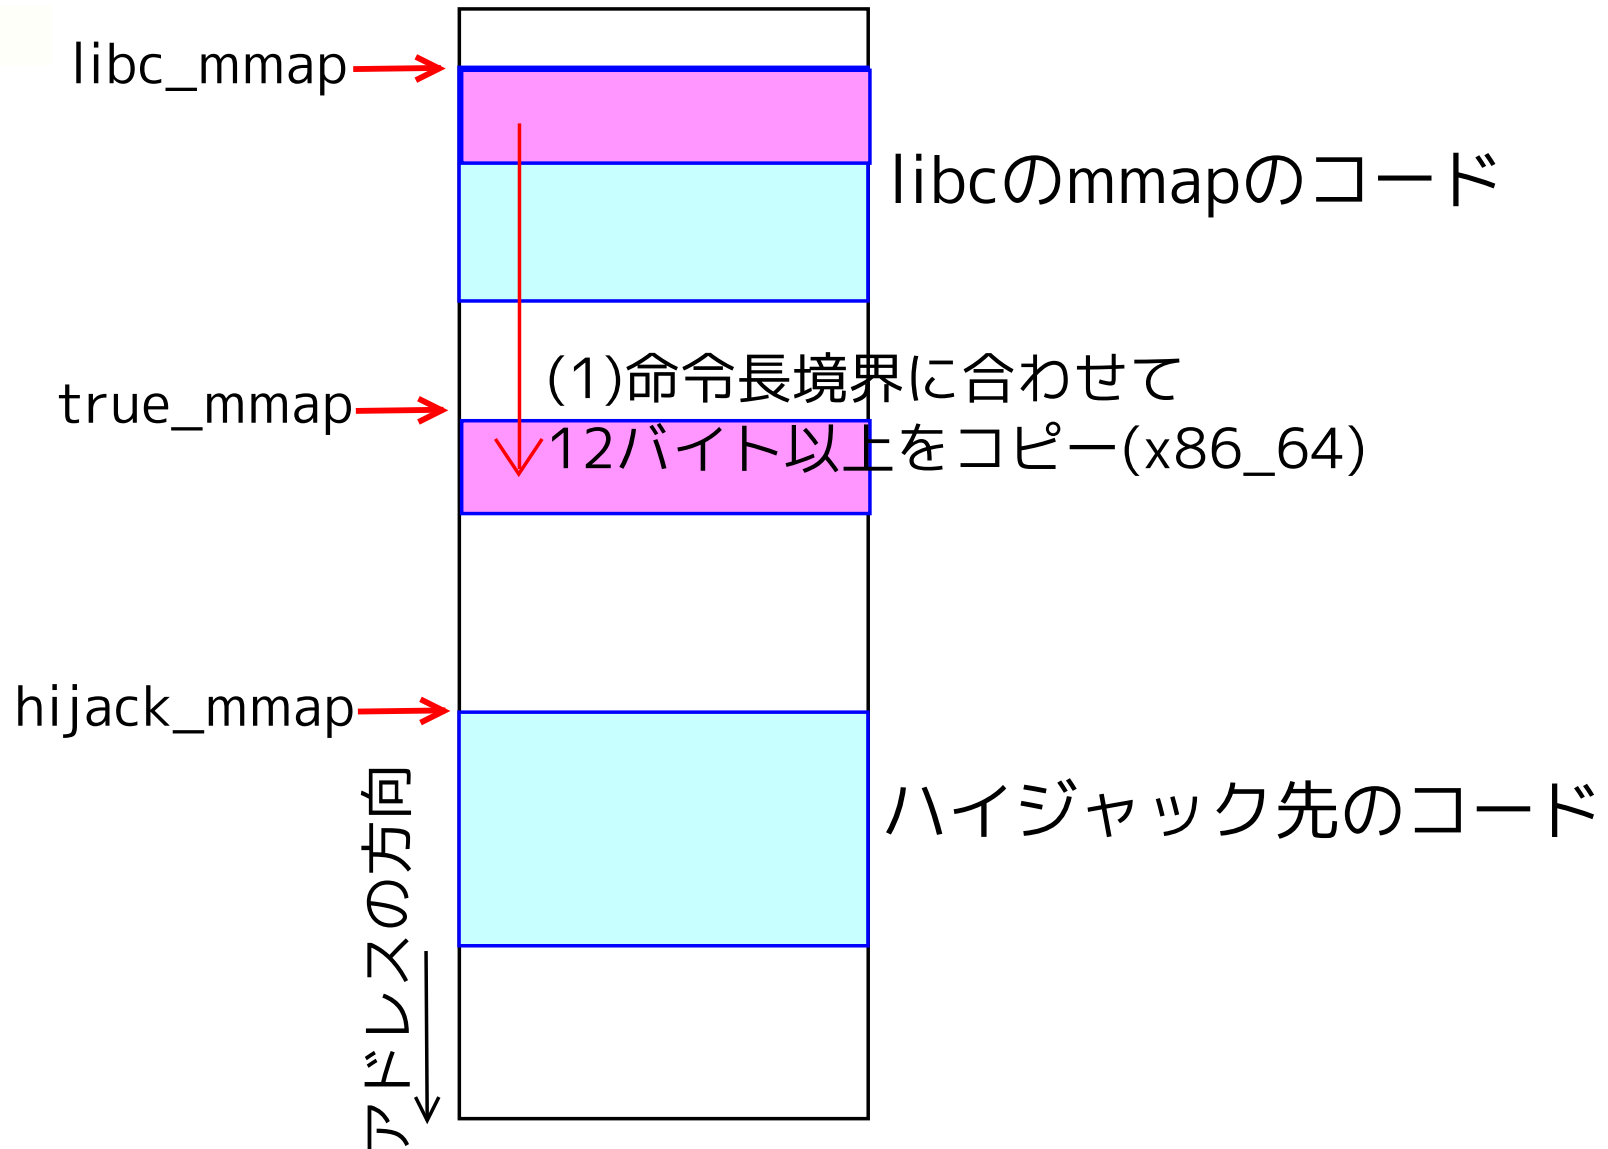 libc_mmap
libcのmmapのコード
(1)命令長境界に合わせて
true_mmap
12バイト以上をコピー(x86_64)
hijack_mmap
ハイジャック先のコード
アドレスの方向